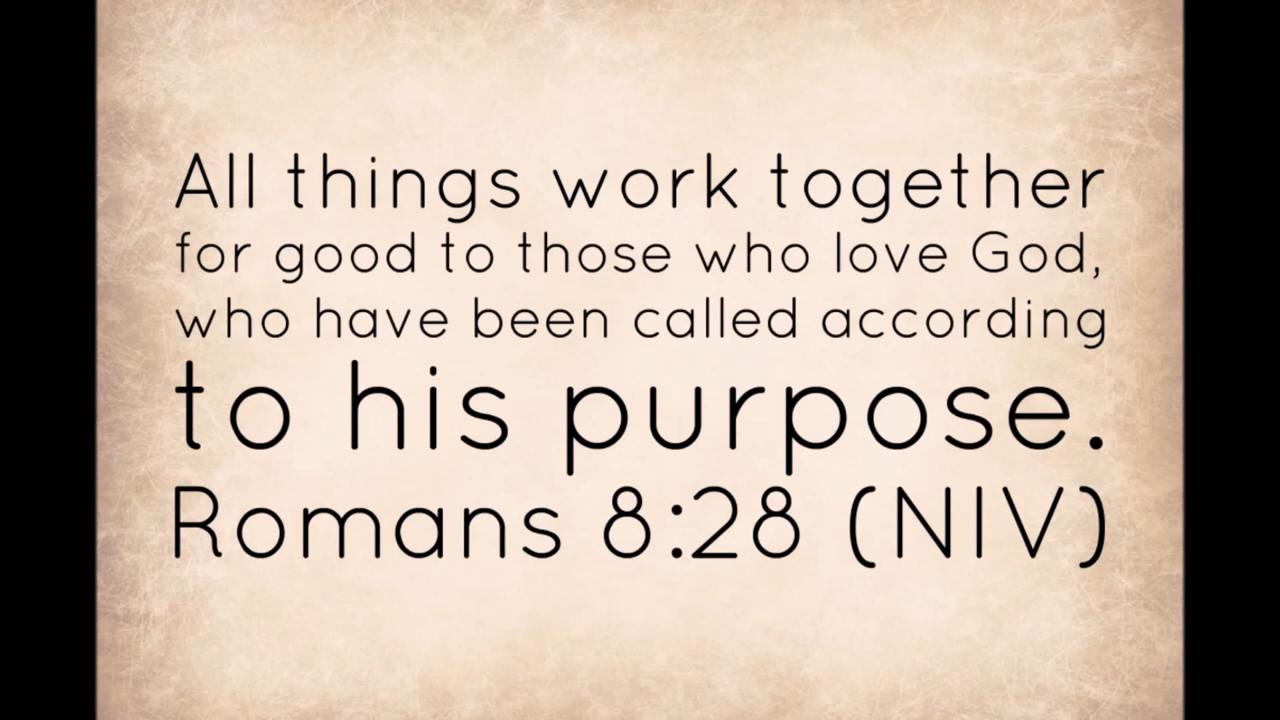 All things work together
for good to those who love God,
who have been called according
to his purpose.
Romans 8:28 (NIV)